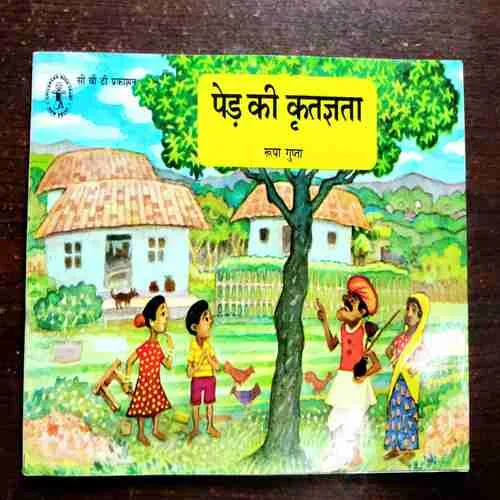 सी बी टी प्रकाशन
पेड़ की कृतज्ञता
रूपा गुप्ता